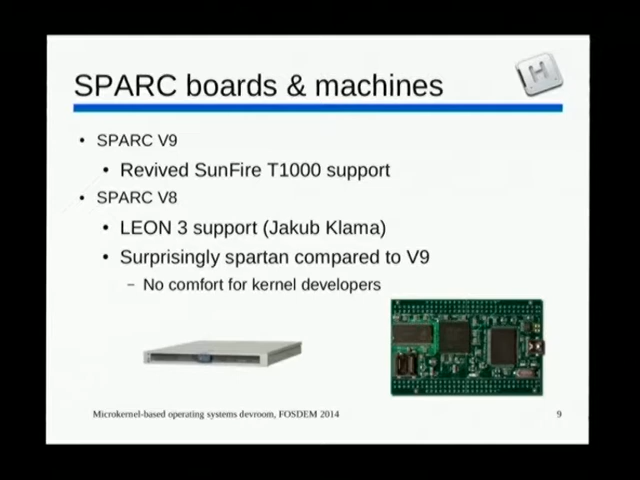 SPARC boards & machines
H
• SPARC V9
• Revived SunFire T1000 support
• SPARC V8
• LEON 3 support (Jakub Klama)
• Surprisingly spartan compared to V9
– No comfort for kernel developers
Microkernel-based operating systems devroom, FOSDEM 2014
9